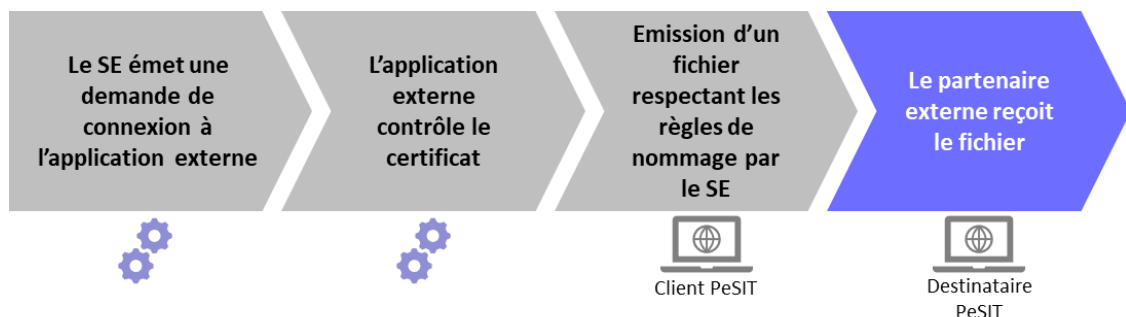 Le SE émet une
demande de
connexion à
l'application externe
L'application
externe
contrôle le
certificat
Emission d'un
fichier
respectant les
règles de
nommage par
le SE
Le partenaire
externe reçoit
le fichier
Client PeSIT
Destinataire
PeSIT